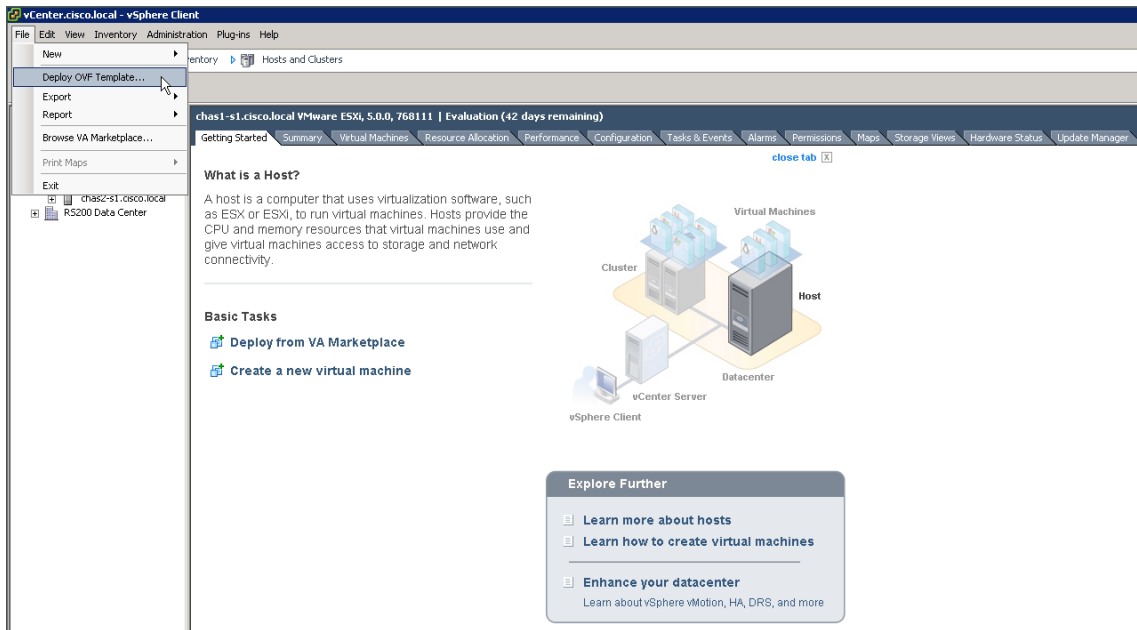 vCenter.cisco.local - vSphere Client
File Edit View Inventory Administration Plug-ins Help
New
entory Hosts and Clusters
Deploy OVF Template...
Export
Report
Browse VA Marketplace...
Print Maps
Exit
chas2-s1.cisco.local
RS200 Data Center
chas1-s1.cisco.local VMware ESXi, 5.0.0, 768111 | Evaluation (42 days remaining)
Getting Started Summary Virtual Machines Resource Allocation Performance Configuration Tasks & Events Alarms Permissions Maps Storage Views Hardware Status Update Manager
close tab X
What is a Host?
A host is a computer that uses virtualization software, such
as ESX or ESXi, to run virtual machines. Hosts provide the
CPU and memory resources that virtual machines use and
give virtual machines access to storage and network
connectivity.
Virtual Machines
Cluster
Host
Datacenter
vCenter Server
vSphere Client
Basic Tasks
Deploy from VA Marketplace
Create a new virtual machine
Explore Further
Learn more about hosts
Learn how to create virtual machines
Enhance your datacenter
Learn about vSphere vMotion, HA, DRS, and more